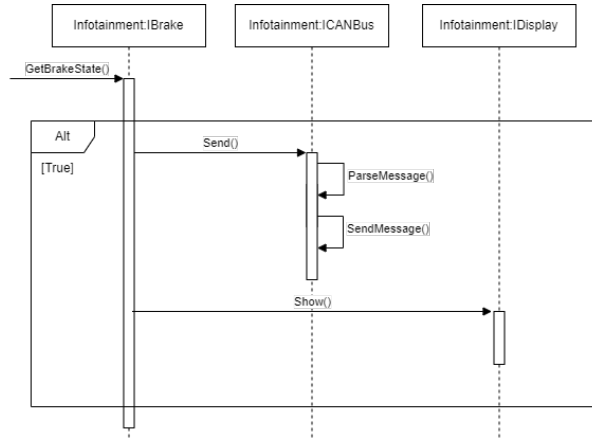 Infotainment:IBrake
Infotainment:ICANBus
Infotainment:IDisplay
GetBrakeState()
Alt
[True]
Send()
ParseMessage()
SendMessage()
Show()